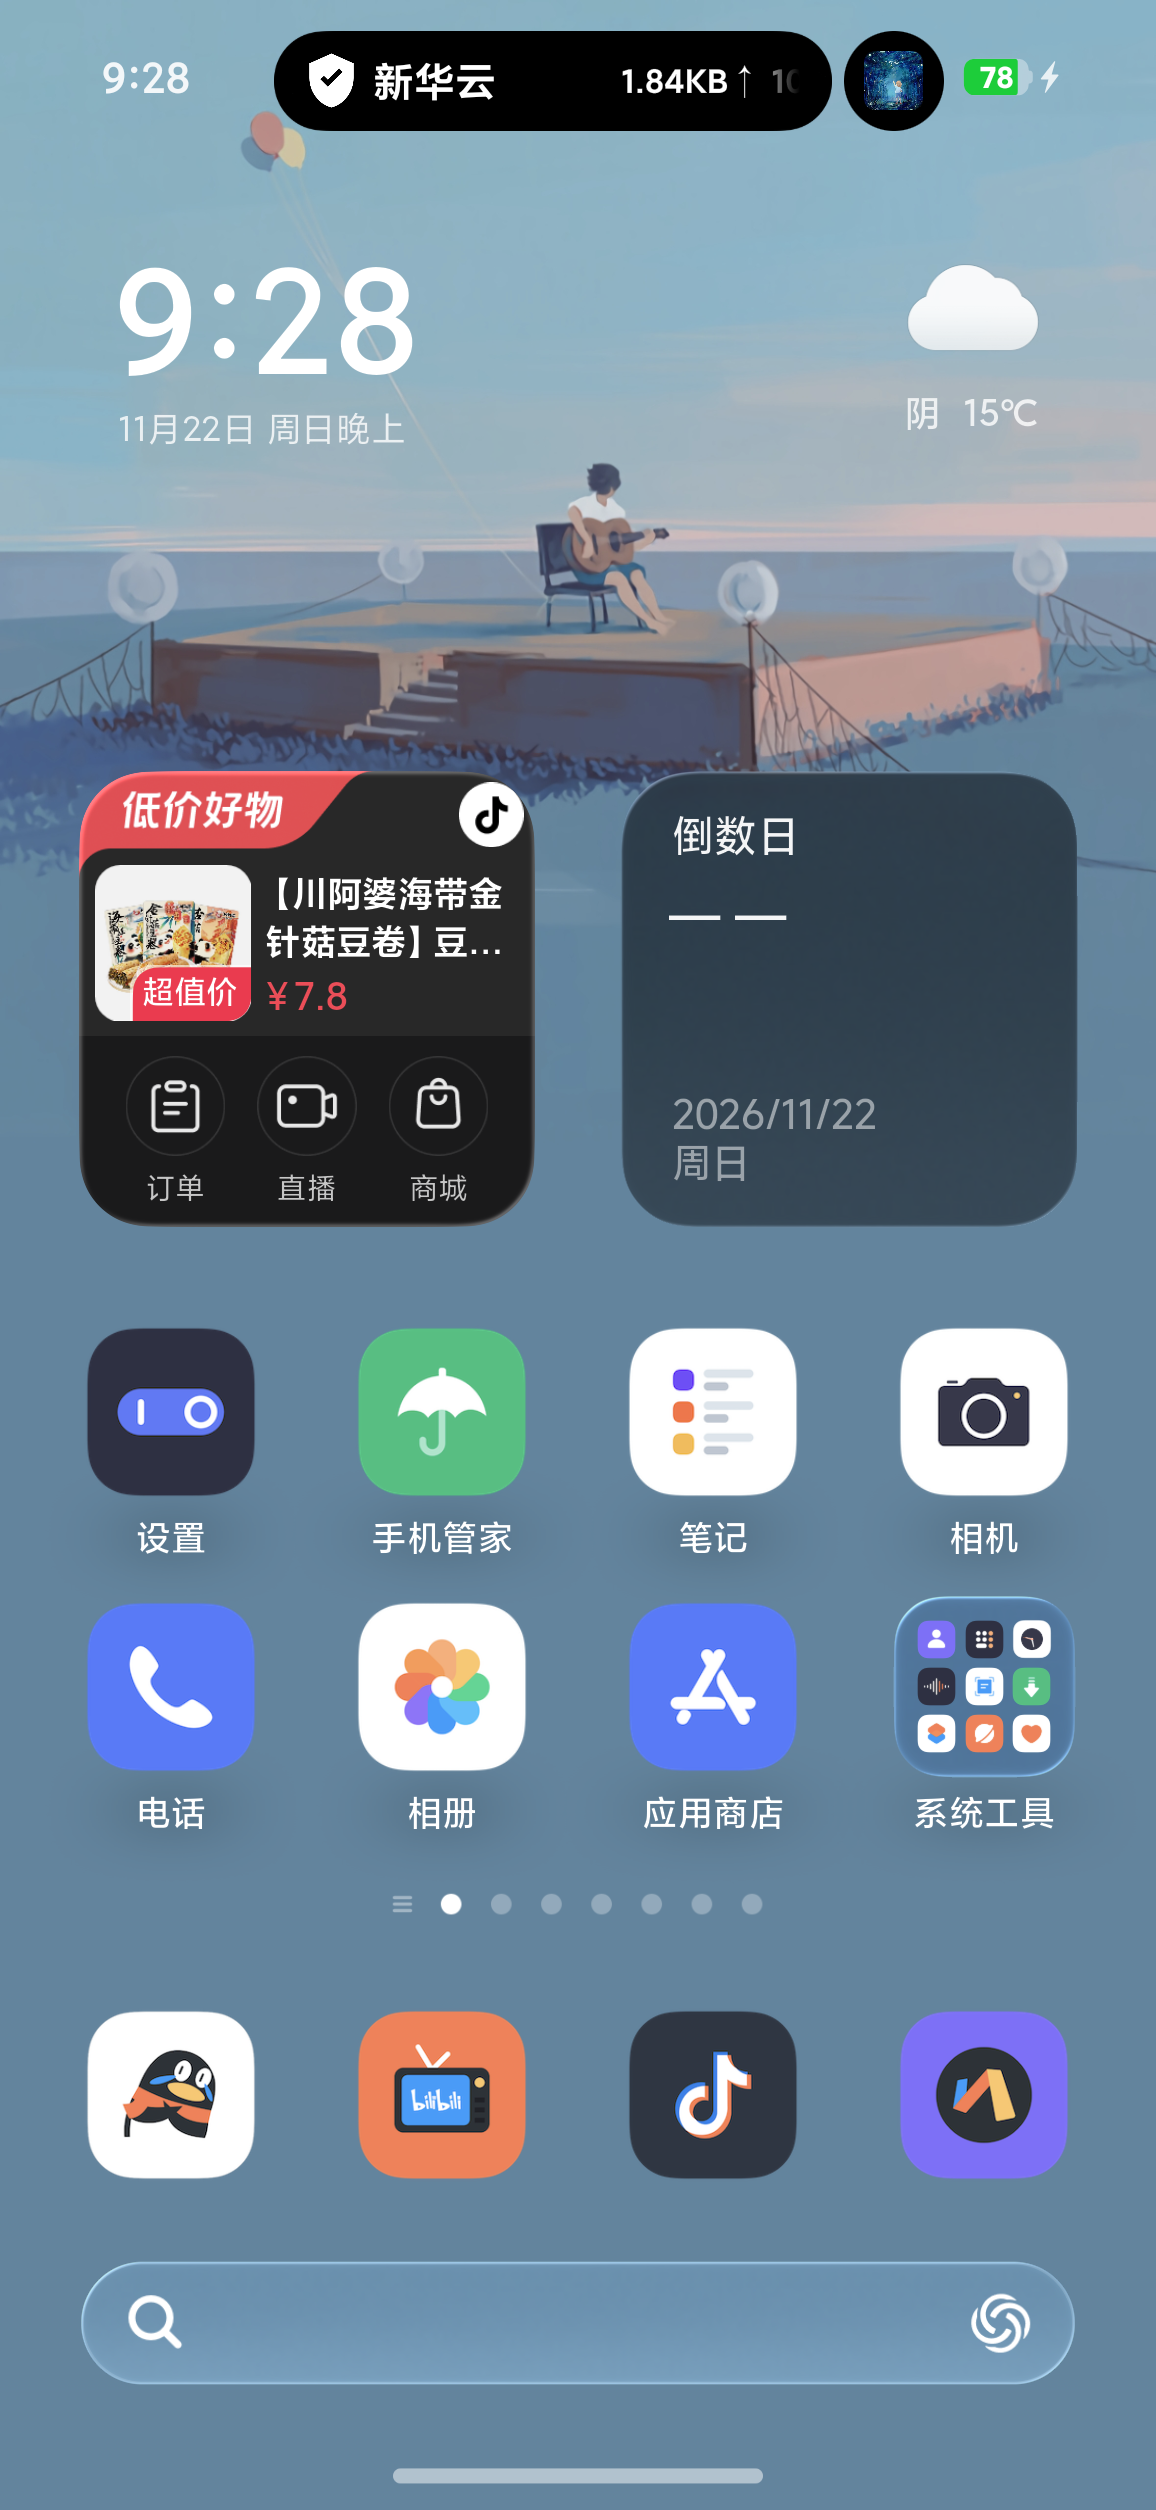 9:28
新华云 1.84KB↑ 10
78
9:28
11月22日 周日晚上
阴 15℃
低价好物
【川阿婆海带金
针菇豆卷】豆...
超值价
¥7.8
订单 直播 商城
倒数日
— —
2026/11/22
周日
设置 手机管家 笔记 相机
电话 相册 应用商店 系统工具
bilibili